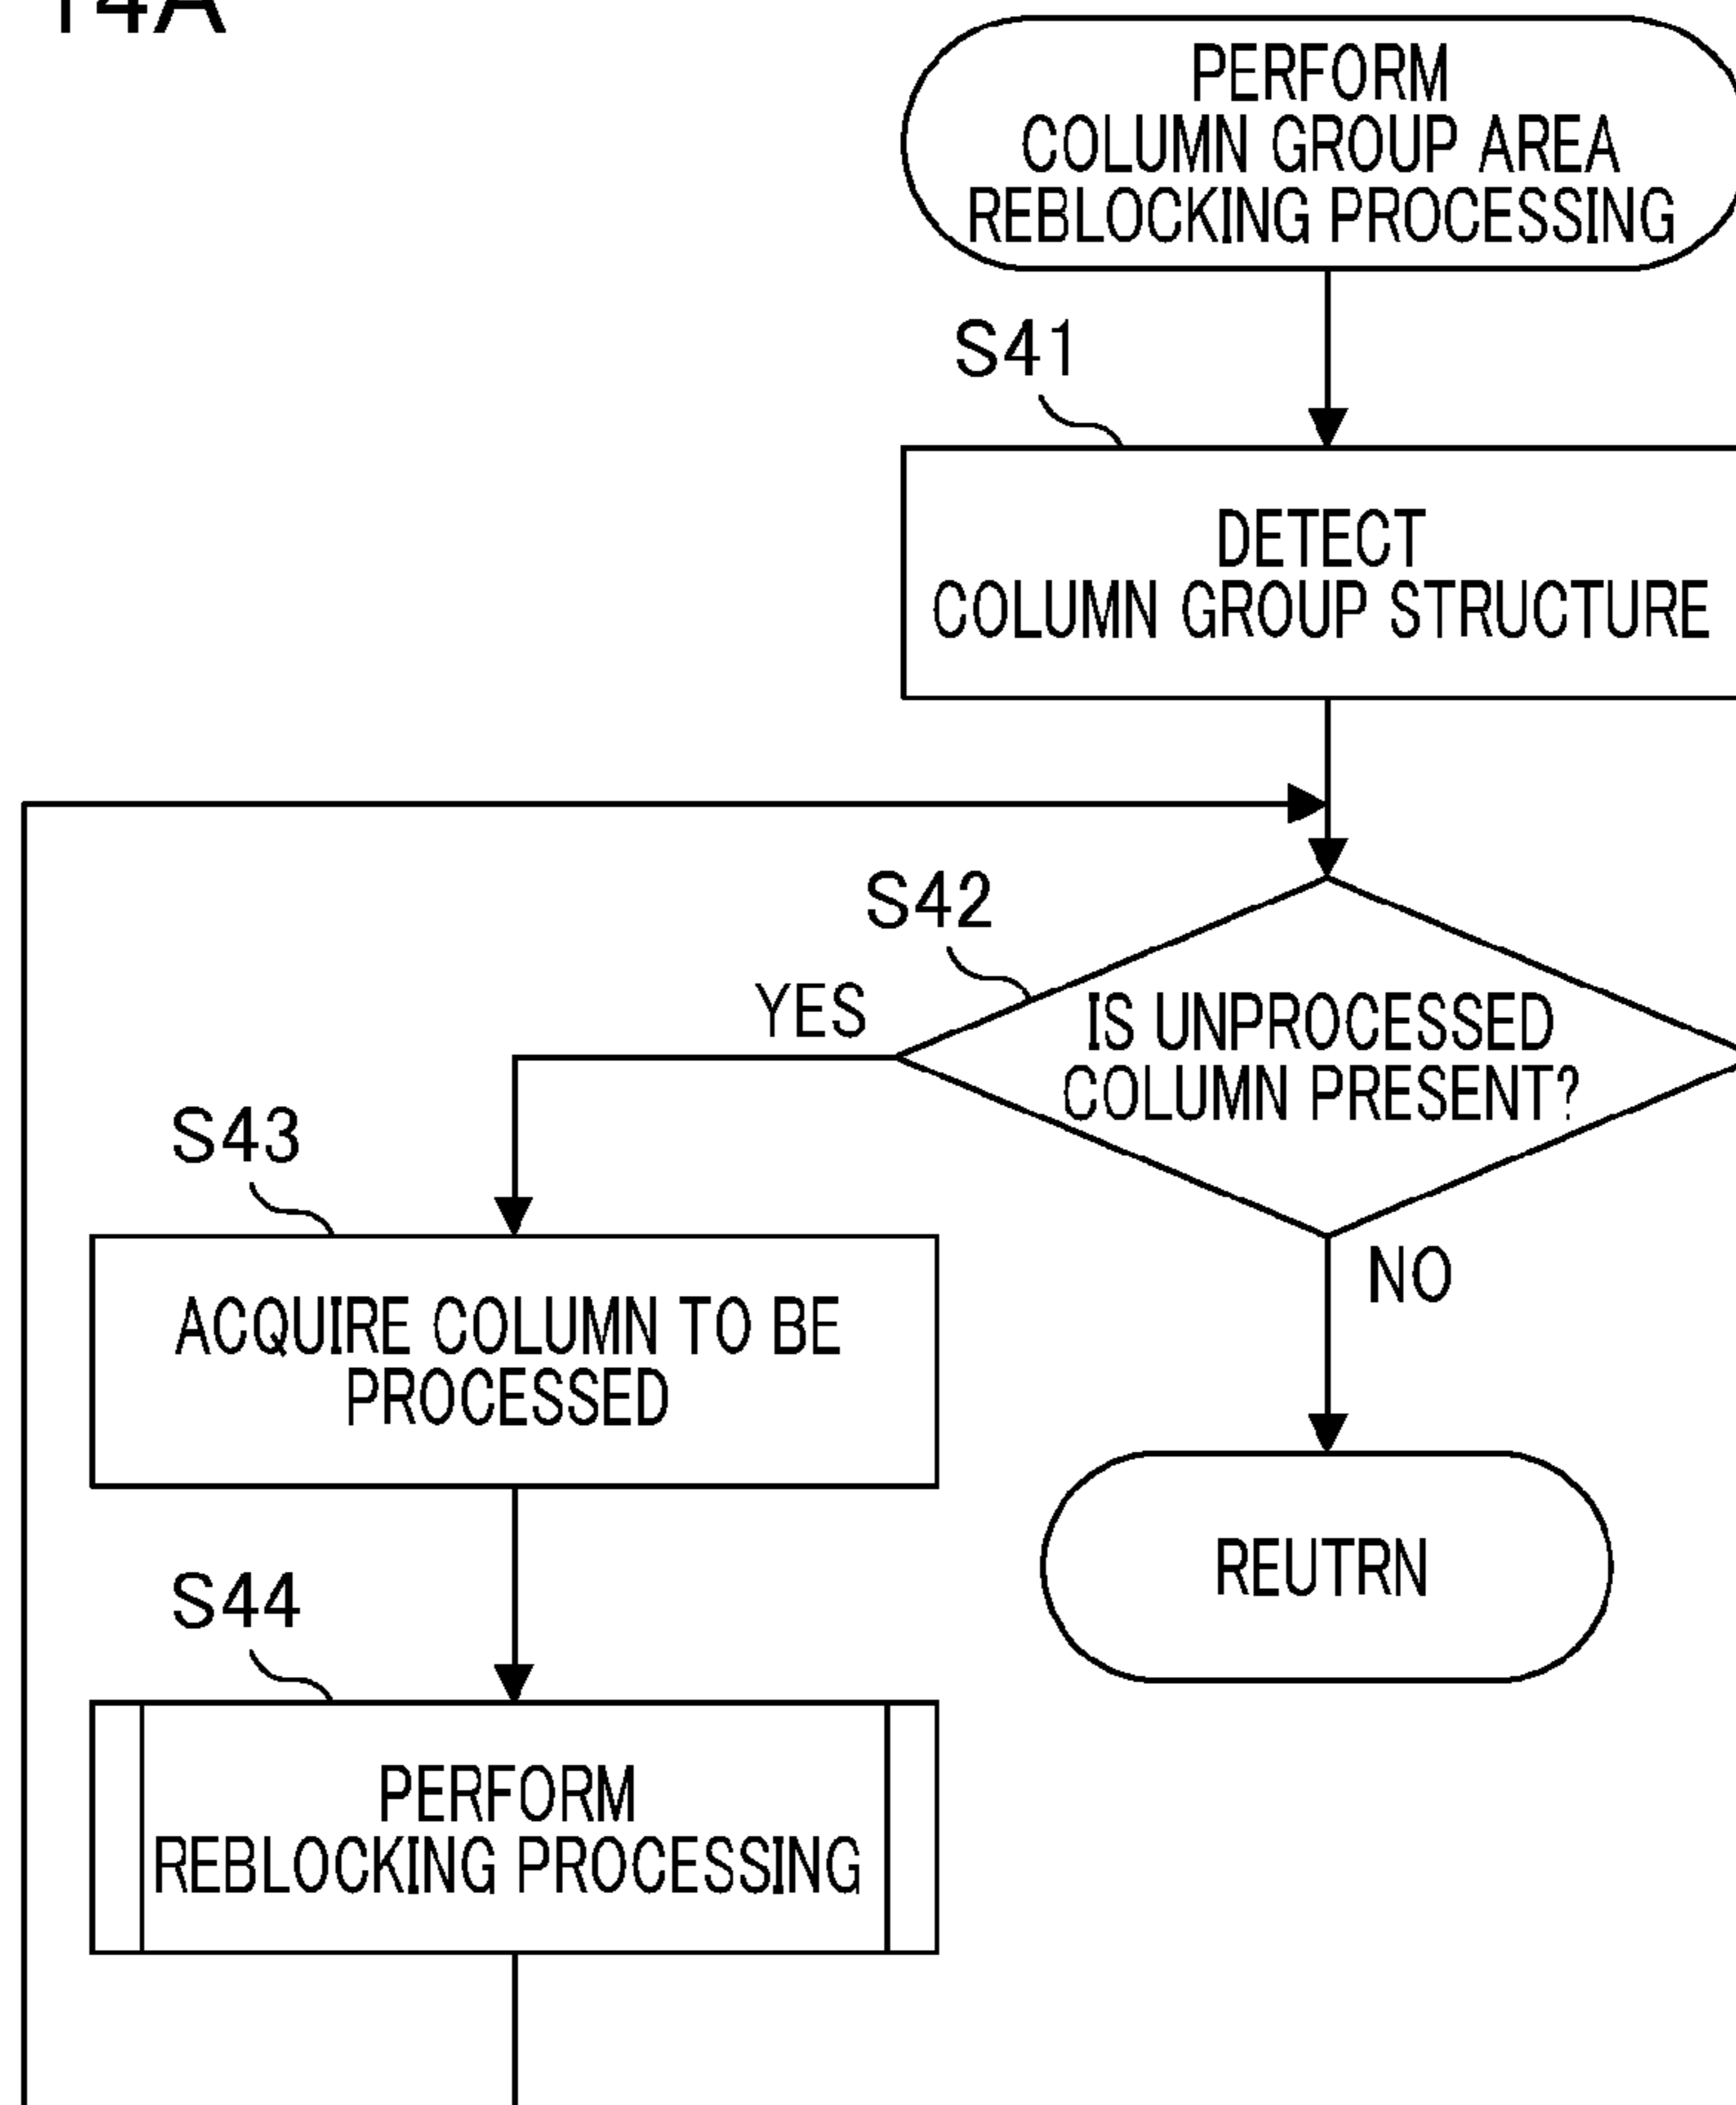 14A
PERFORM
COLUMN GROUP AREA
REBLOCKING PROCESSING
S41
DETECT
COLUMN GROUP STRUCTURE
S42
YES
IS UNPROCESSED
COLUMN PRESENT?
S43
NO
ACQUIRE COLUMN TO BE
PROCESSED
REUTRN
S44
PERFORM
REBLOCKING PROCESSING